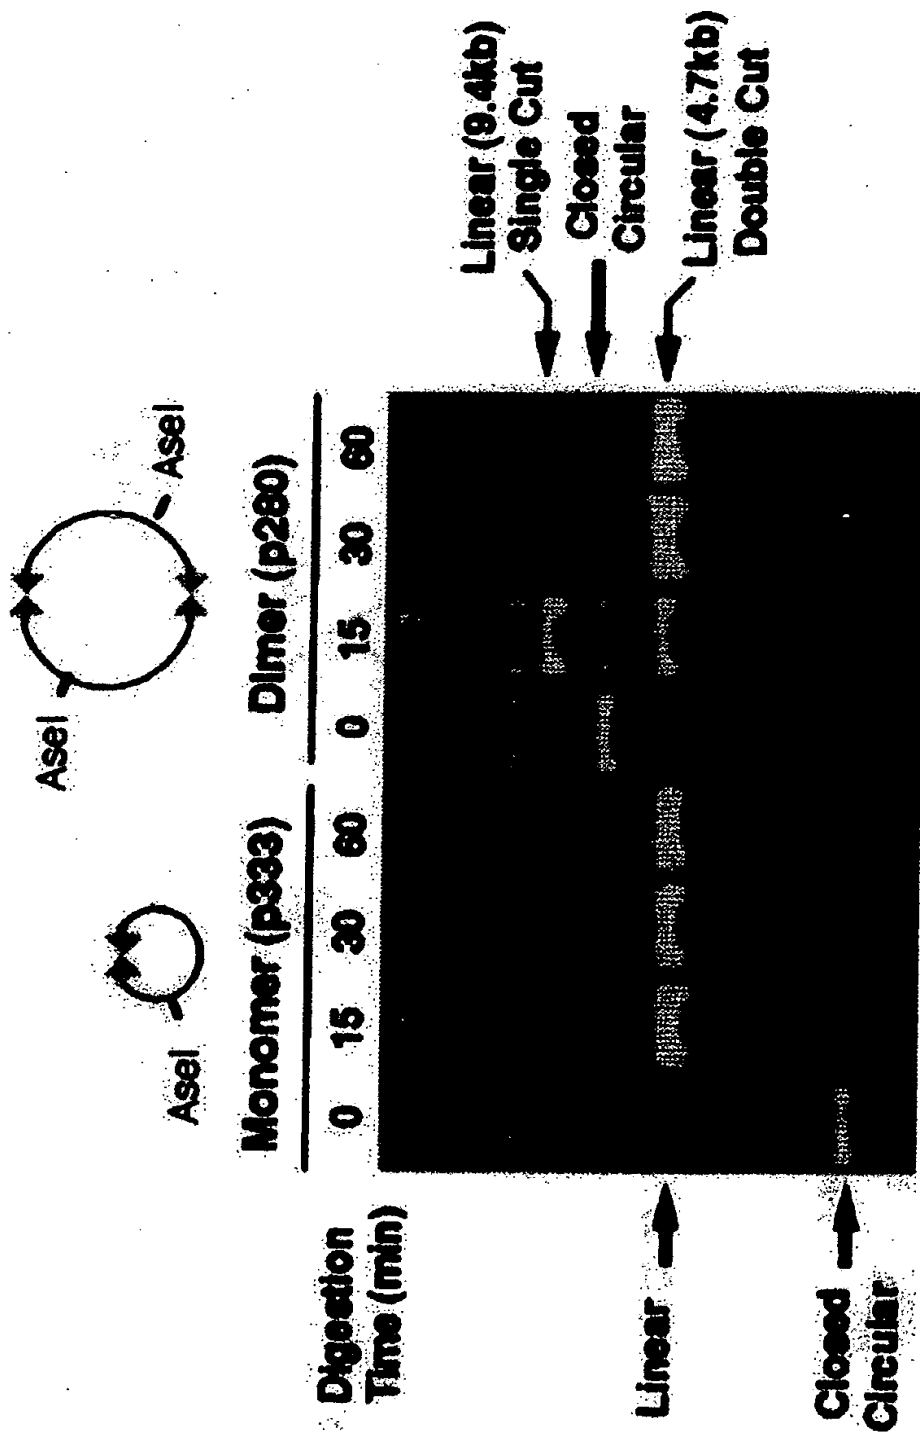 AseI
AseI
AseI
Monomer (p333)
Dimer (p280)
Digestion
Time (min)
0 15 30 60 0 15 30 60
Linear (9.4kb)
Single Cut
Closed
Circular
Linear (4.7kb)
Double Cut
Linear
Closed
Circular